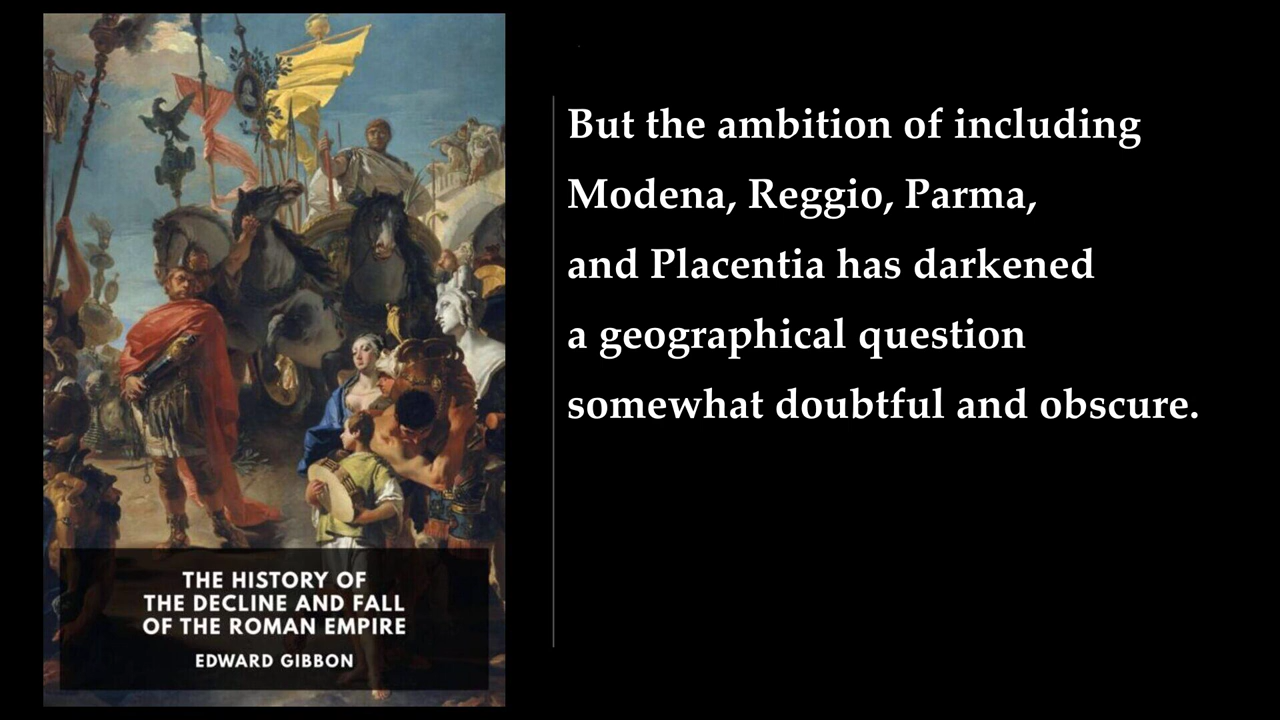 But the ambition of including
Modena, Reggio, Parma,
and Placentia has darkened
a geographical question
somewhat doubtful and obscure.
THE HISTORY OF
THE DECLINE AND FALL
OF THE ROMAN EMPIRE
EDWARD GIBBON